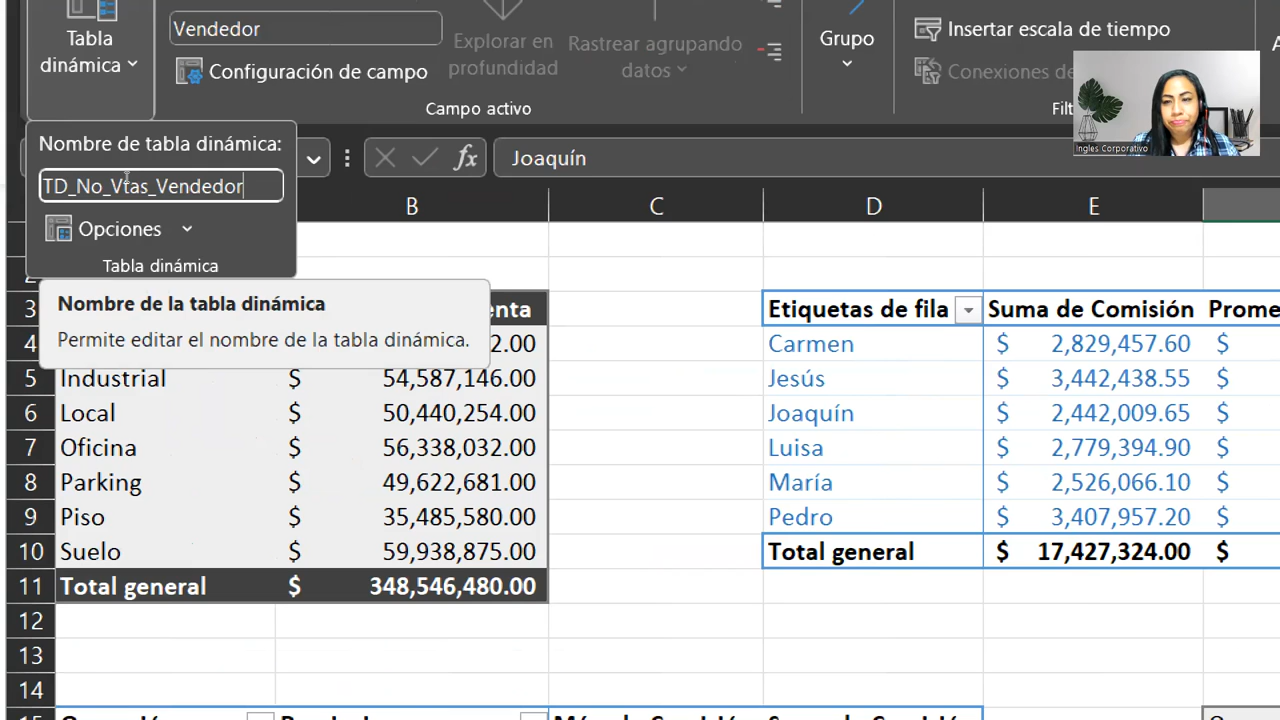 Tabla
dinámica
Vendedor
Configuración de campo
Explorar en
profundidad
Rastrear agrupando
datos
Campo activo
Grupo
Insertar escala de tiempo
Conexiones de
Filt
A
Ingles Corporativo
Nombre de tabla dinámica:
TD_No_Vtas_Vendedor
Opciones
Tabla dinámica
Nombre de la tabla dinámica
Permite editar el nombre de la tabla dinámica.
fx Joaquín
B C D E
3 enta Etiquetas de fila Suma de Comisión Prome
4 2.00 Carmen $ 2,829,457.60 $
5 Industrial $ 54,587,146.00 Jesús $ 3,442,438.55 $
6 Local $ 50,440,254.00 Joaquín $ 2,442,009.65 $
7 Oficina $ 56,338,032.00 Luisa $ 2,779,394.90 $
8 Parking $ 49,622,681.00 María $ 2,526,066.10 $
9 Piso $ 35,485,580.00 Pedro $ 3,407,957.20 $
10 Suelo $ 59,938,875.00 Total general $ 17,427,324.00 $
11 Total general $ 348,546,480.00
12
13
14